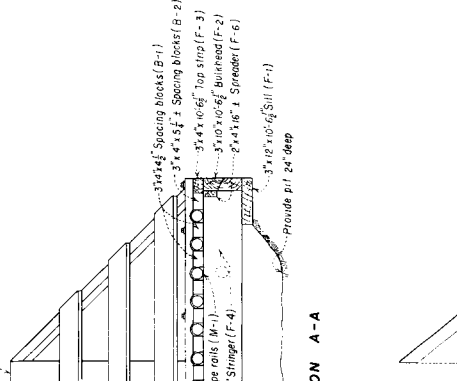 3"x4"x4½" Spacing blocks (B-1)
3"x4"x5¼" ± Spacing blocks (B-2)
3"x4"x10'-6½" Top strip (F-3)
3"x10"x10'-6½" Bulkhead (F-2)
2"x4"x16" ± Spreader (F-6)
3"x12"x10'-6½" Sill (F-1)
Provide pit 24" deep
pe rails (M-1)
Stringer (F-4)
ON A-A